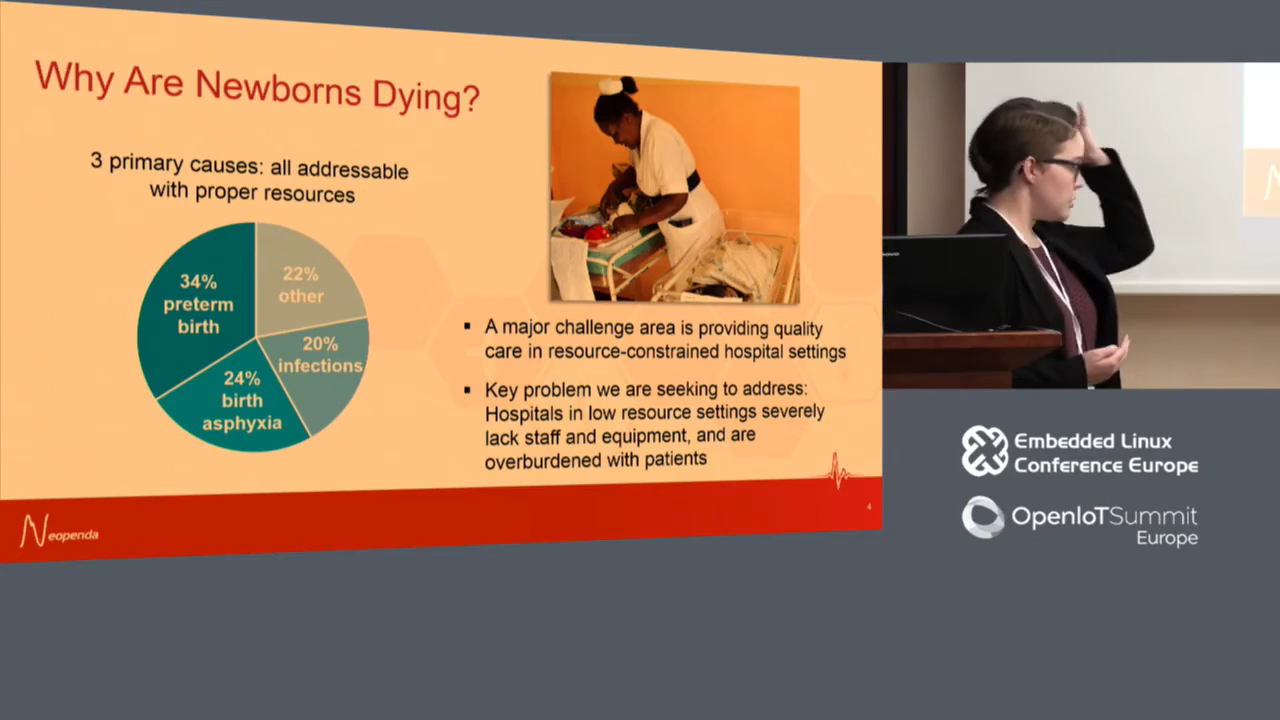 Why Are Newborns Dying?
3 primary causes: all addressable
with proper resources
34%
preterm
birth
22%
other
20%
infections
24%
birth
asphyxia
▪ A major challenge area is providing quality
care in resource-constrained hospital settings
▪ Key problem we are seeking to address:
Hospitals in low resource settings severely
lack staff and equipment, and are
overburdened with patients
Neopenda
4
Embedded Linux
Conference Europe
OpenIoTSummit
Europe